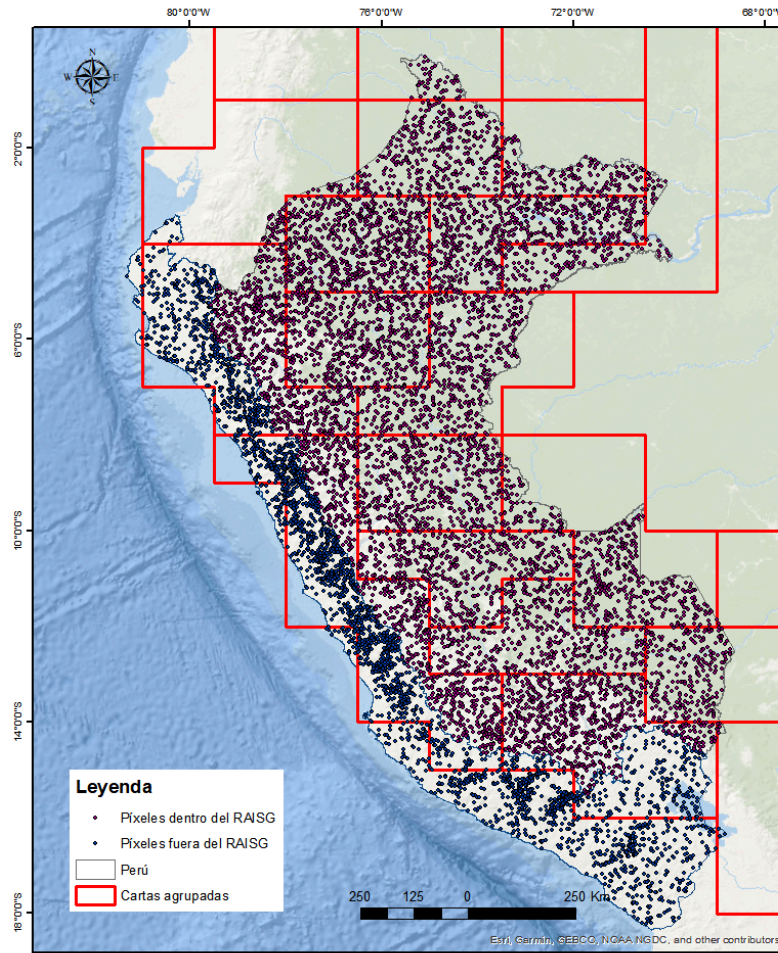 80°0'0"W 76°0'0"W 72°0'0"W 68°0'0"W
N
W E
S
2°0'0"S
6°0'0"S
10°0'0"S
14°0'0"S
18°0'0"S
Leyenda
Píxeles dentro del RAISG
Píxeles fuera del RAISG
Perú
Cartas agrupadas
250 125 0 250 Km
Esri, Garmin, GEBCO, NOAA NGDC, and other contributors